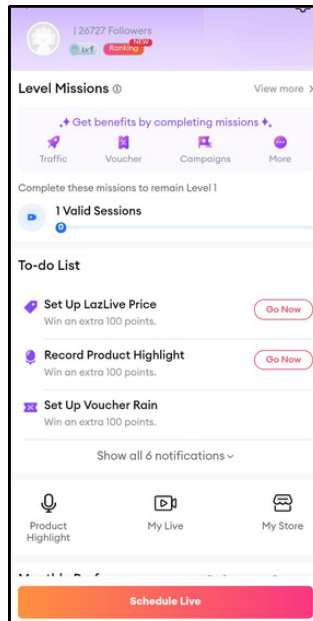 | 26727 Followers
Lv1 Ranking NEW
Level Missions
View more
Get benefits by completing missions
Traffic Voucher Campaigns More
Complete these missions to remain Level 1
1 Valid Sessions
0
To-do List
Set Up LazLive Price
Go Now
Win an extra 100 points.
Record Product Highlight
Go Now
Win an extra 100 points.
Set Up Voucher Rain
Win an extra 100 points.
Show all 6 notifications
Product Highlight
My Live
My Store
Schedule Live